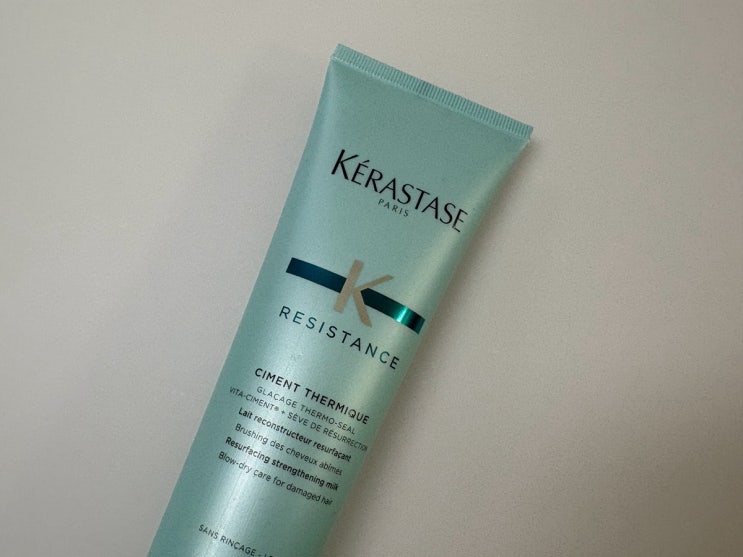 KÉRASTASE
PARIS
K
RESISTANCE
CIMENT THERMIQUE
GLAÇAGE THERMO-SEAL
VITA-CIMENT® + SÈVE DE RÉSURRECTION
Lait reconstructeur resurfaçant
Brushing des cheveux abîmés
Resurfacing strengthening milk
Blow-dry care for damaged hair
SANS RINÇAGE -